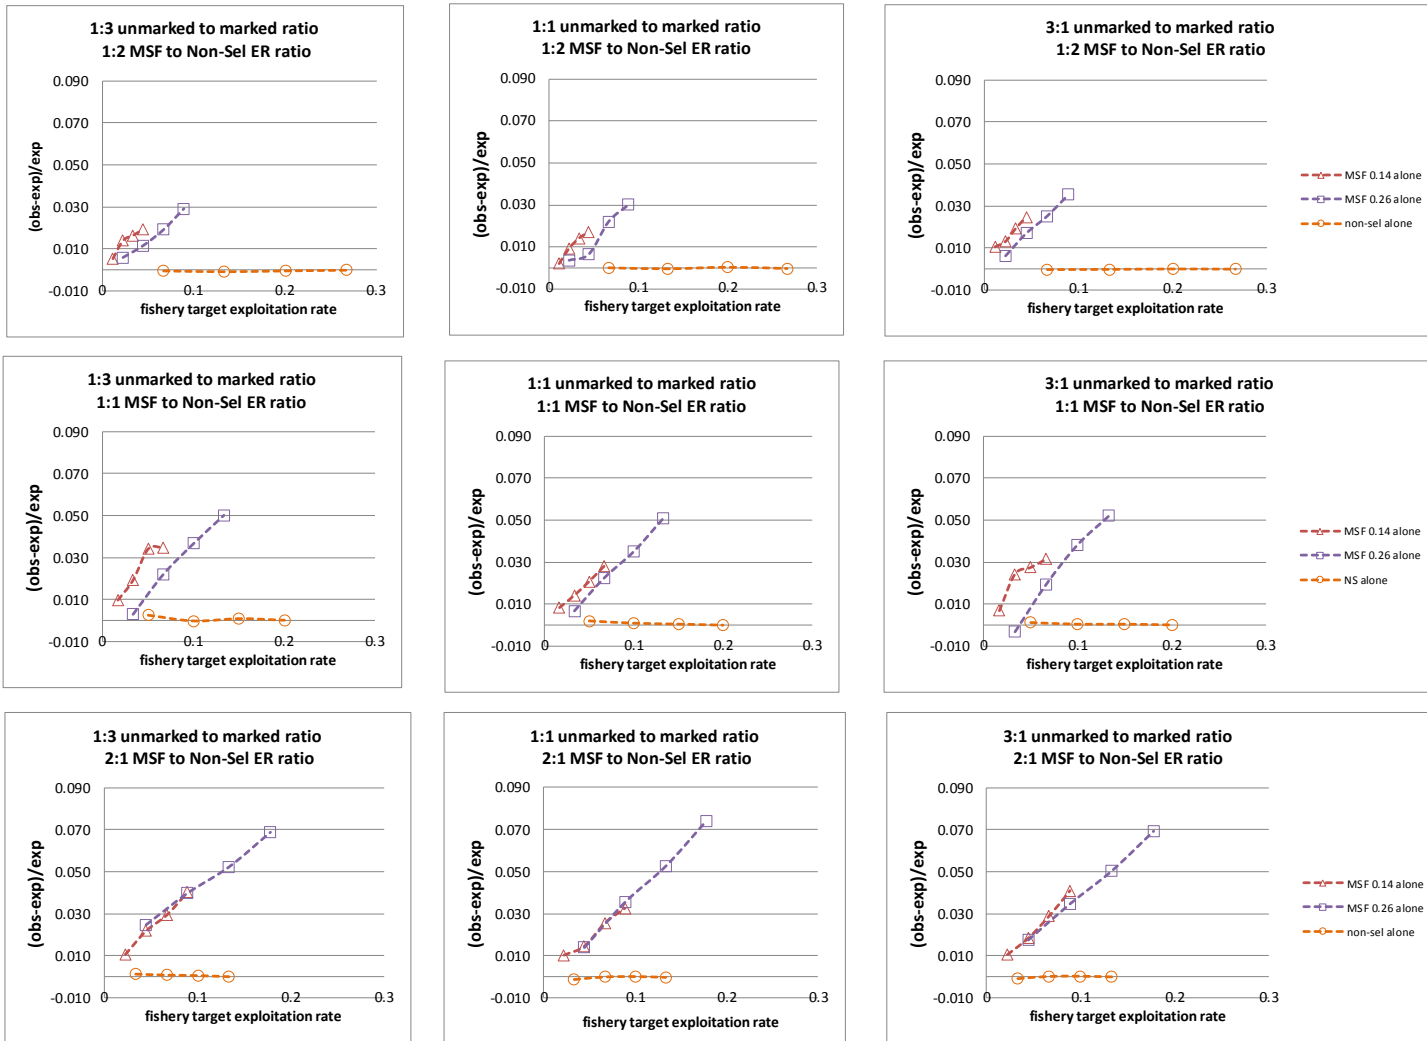 1:3 unmarked to marked ratio
1:2 MSF to Non-Sel ER ratio
0.090
0.070
0.050
0.030
0.010
-0.010
0
0.1
0.2
0.3
(obs-exp)/exp
fishery target exploitation rate
1:1 unmarked to marked ratio
1:2 MSF to Non-Sel ER ratio
0.090
0.070
0.050
0.030
0.010
-0.010
0
0.1
0.2
0.3
(obs-exp)/exp
fishery target exploitation rate
3:1 unmarked to marked ratio
1:2 MSF to Non-Sel ER ratio
0.090
0.070
0.050
0.030
0.010
-0.010
0
0.1
0.2
0.3
fishery target exploitation rate
MSF 0.14 alone
MSF 0.26 alone
non-sel alone
1:3 unmarked to marked ratio
1:1 MSF to Non-Sel ER ratio
0.090
0.070
0.050
0.030
0.010
-0.010
0
0.1
0.2
0.3
(obs-exp)/exp
fishery target exploitation rate
1:1 unmarked to marked ratio
1:1 MSF to Non-Sel ER ratio
0.090
0.070
0.050
0.030
0.010
-0.010
0
0.1
0.2
0.3
(obs-exp)/exp
fishery target exploitation rate
3:1 unmarked to marked ratio
1:1 MSF to Non-Sel ER ratio
0.090
0.070
0.050
0.030
0.010
-0.010
0
0.1
0.2
0.3
fishery target exploitation rate
MSF 0.14 alone
MSF 0.26 alone
NS alone
1:3 unmarked to marked ratio
2:1 MSF to Non-Sel ER ratio
0.090
0.070
0.050
0.030
0.010
-0.010
0
0.1
0.2
0.3
(obs-exp)/exp
fishery target exploitation rate
1:1 unmarked to marked ratio
2:1 MSF to Non-Sel ER ratio
0.090
0.070
0.050
0.030
0.010
-0.010
0
0.1
0.2
0.3
(obs-exp)/exp
fishery target exploitation rate
3:1 unmarked to marked ratio
2:1 MSF to Non-Sel ER ratio
0.090
0.070
0.050
0.030
0.010
-0.010
0
0.1
0.2
0.3
fishery target exploitation rate
MSF 0.14 alone
MSF 0.26 alone
non-sel alone